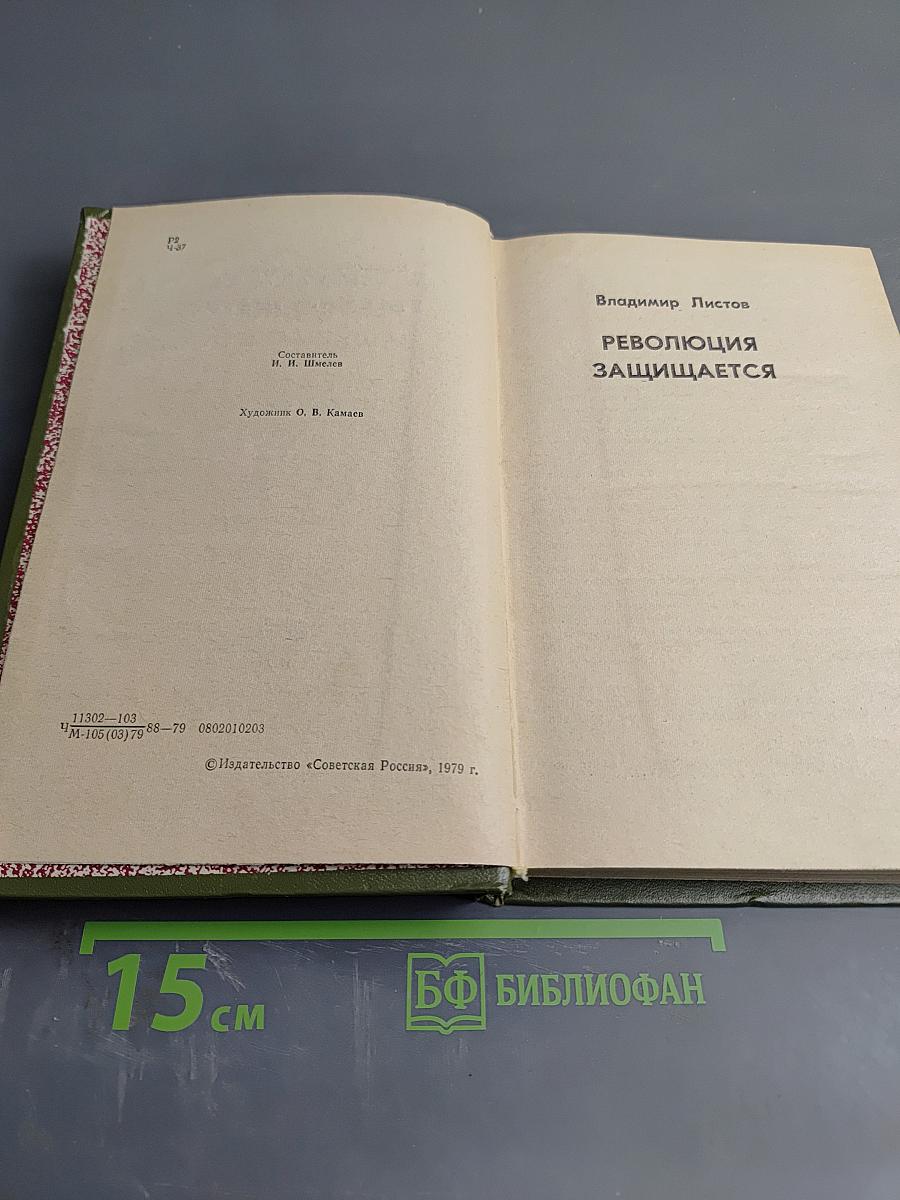 Р2
Ч-37
Составитель
И. И. Шмелев
Художник О. В. Камаев
Ч 11302—103
М-105(03)79 88—79 0802010203
© Издательство «Советская Россия», 1979 г.
Владимир Листов
РЕВОЛЮЦИЯ
ЗАЩИЩАЕТСЯ
15 см
БФ БИБЛИОФАН